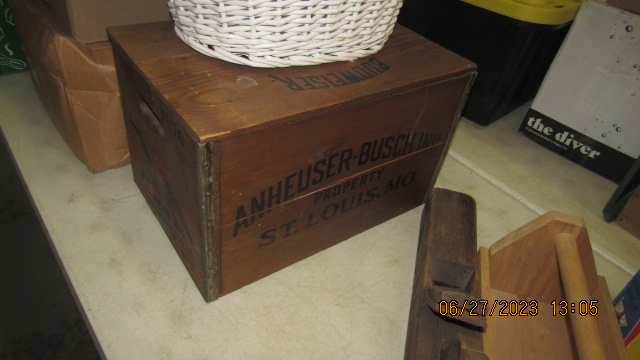 BUDWEISER
ANHEUSER-BUSCH INC.
PROPERTY
ST. LOUIS, MO.
the diver
06/27/2023 13:05